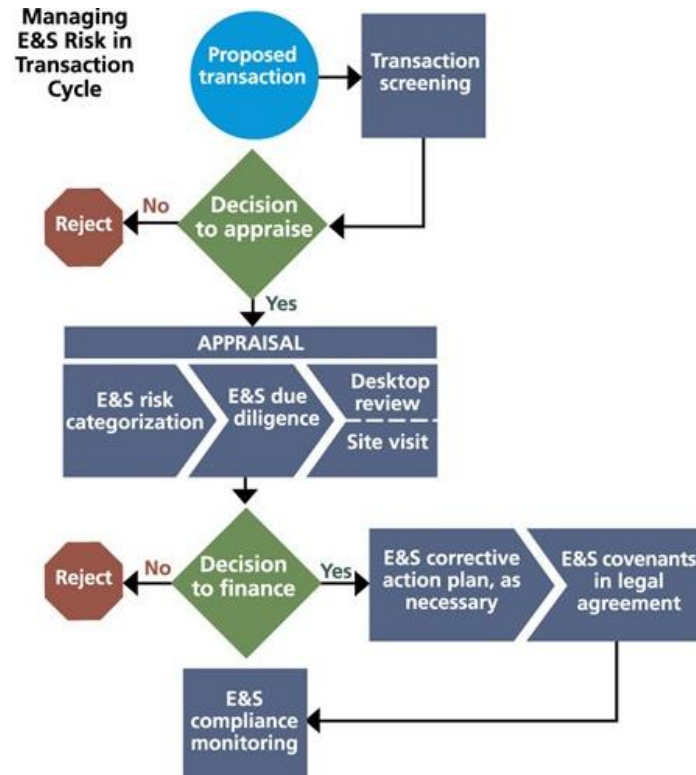 Managing
E&S Risk in
Transaction
Cycle
Proposed
transaction
Transaction
screening
Decision
to appraise
No
Reject
Yes
APPRAISAL
E&S risk
categorization
E&S due
diligence
Desktop
review
Site visit
Decision
to finance
No
Reject
Yes
E&S corrective
action plan, as
necessary
E&S covenants
in legal
agreement
E&S
compliance
monitoring